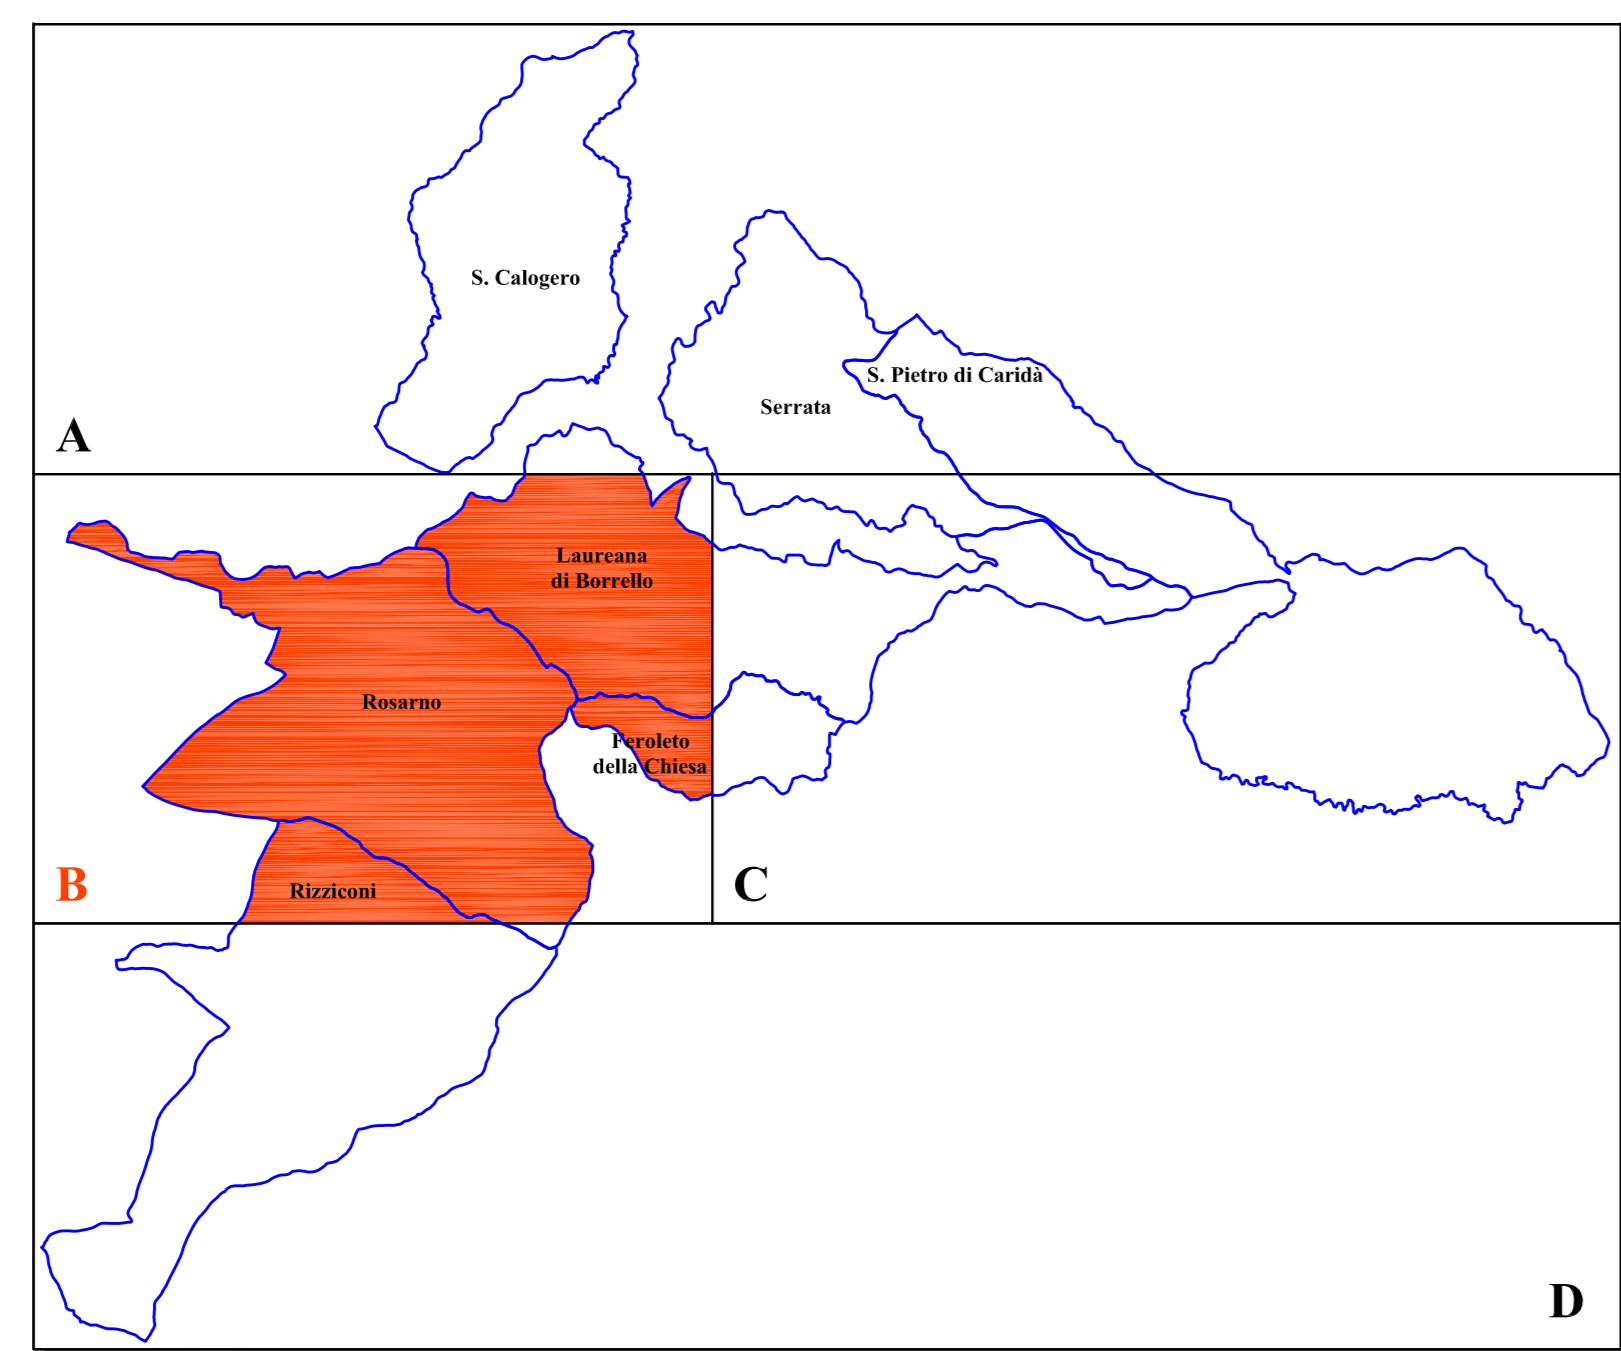 S. Calogero
S. Pietro di Caridà
Serrata
A
Laureana
di Borrello
Rosarno
Feroleto
della Chiesa
B
Rizziconi
C
D